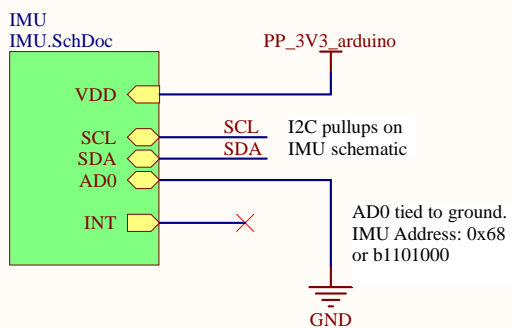 IMU
IMU.SchDoc
PP_3V3_arduino
VDD
SCL
SCL
I2C pullups on
IMU schematic
SDA
SDA
AD0
INT
AD0 tied to ground.
IMU Address: 0x68
or b1101000
GND